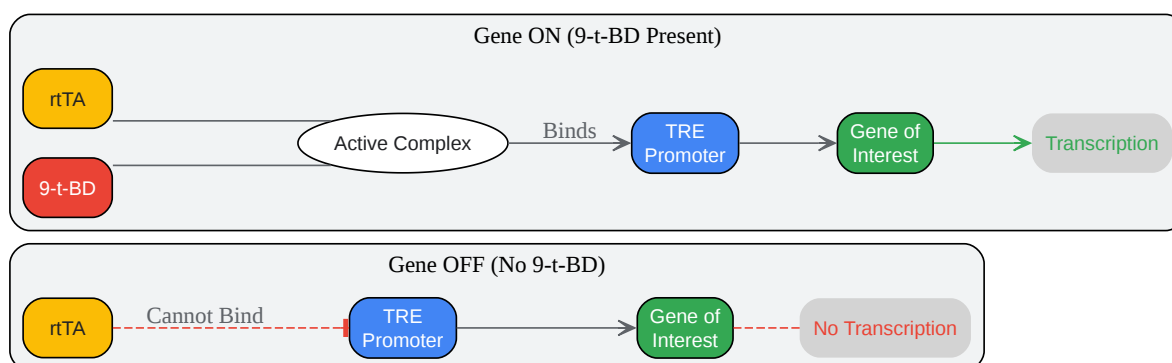 Gene ON (9-t-BD Present)
rtTA
9-t-BD
Active Complex
Binds
TRE
Promoter
Gene of
Interest
Transcription
Gene OFF (No 9-t-BD)
rtTA
Cannot Bind
TRE
Promoter
Gene of
Interest
No Transcription